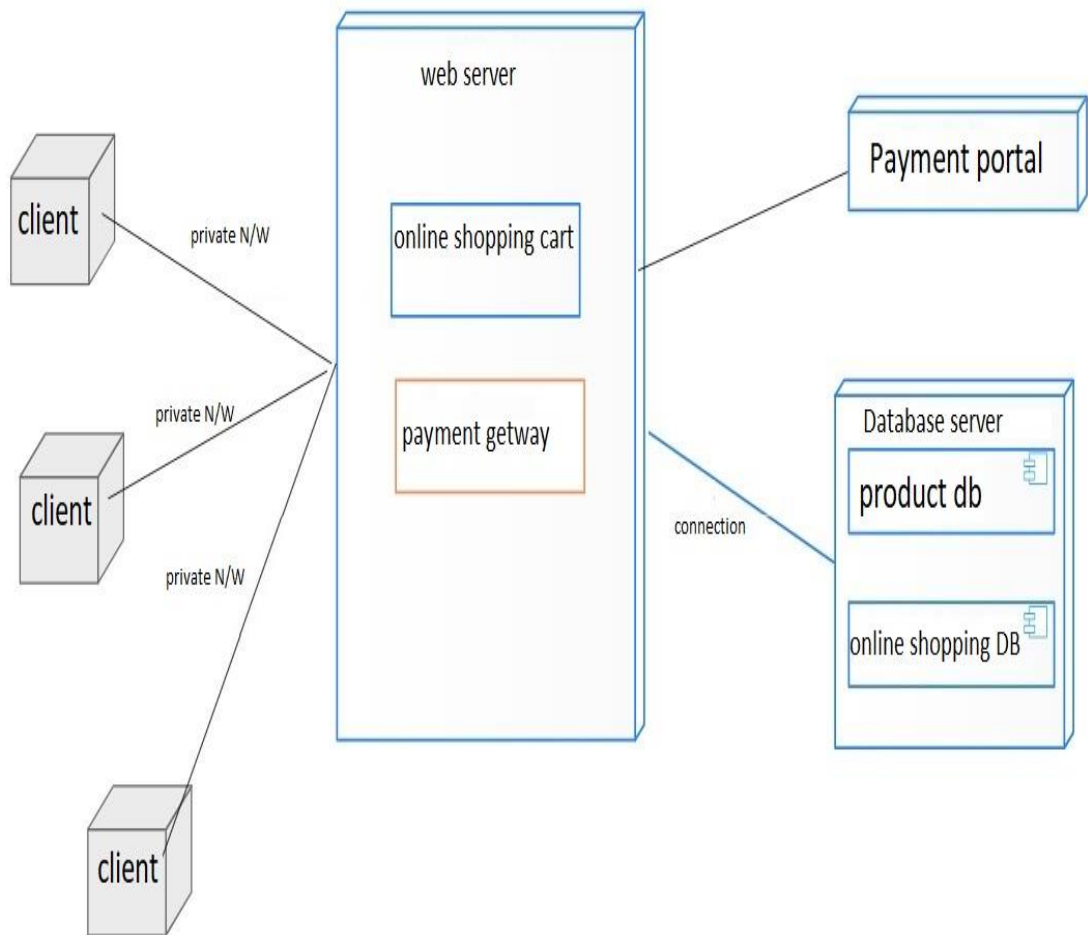 web server
Payment portal
client
private N/W
online shopping cart
private N/W
client
payment getway
Database server
product db
connection
private N/W
online shopping DB
client